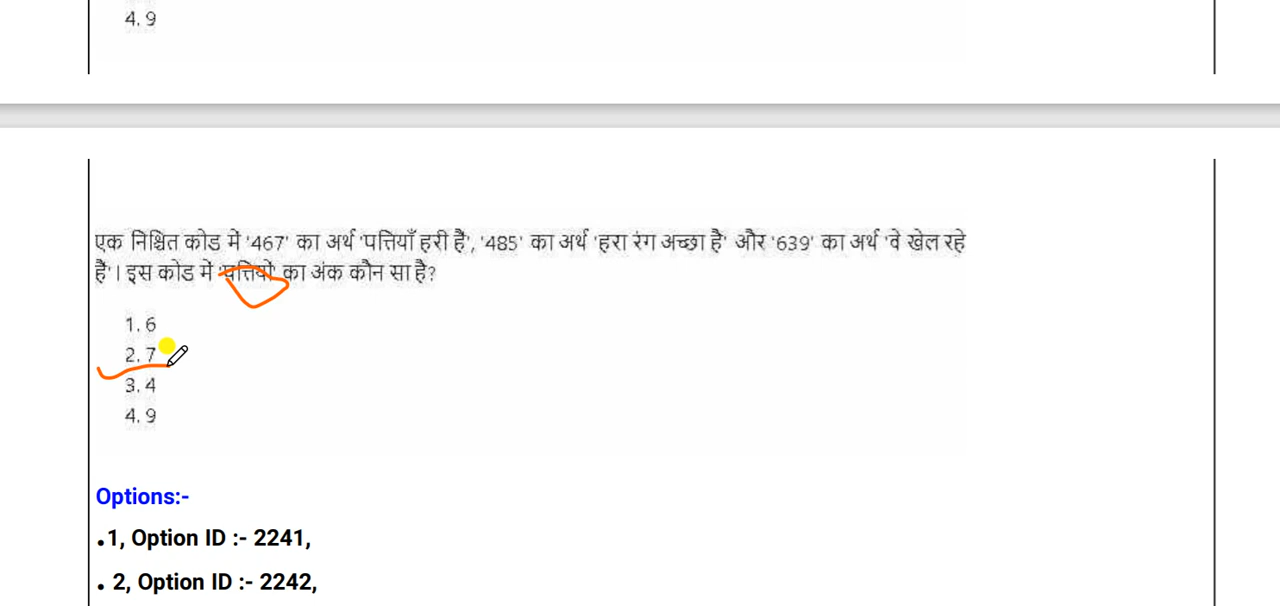 4. 9
एक निश्चित कोड में '467' का अर्थ 'पत्तियाँ हरी हैं', '485' का अर्थ 'हरा रंग अच्छा है' और '639' का अर्थ 'वे खेल रहे
हैं'। इस कोड में 'पत्तियों' का अंक कौन सा है?
1. 6
2. 7
3. 4
4. 9
Options:-
.1, Option ID :- 2241,
. 2, Option ID :- 2242,